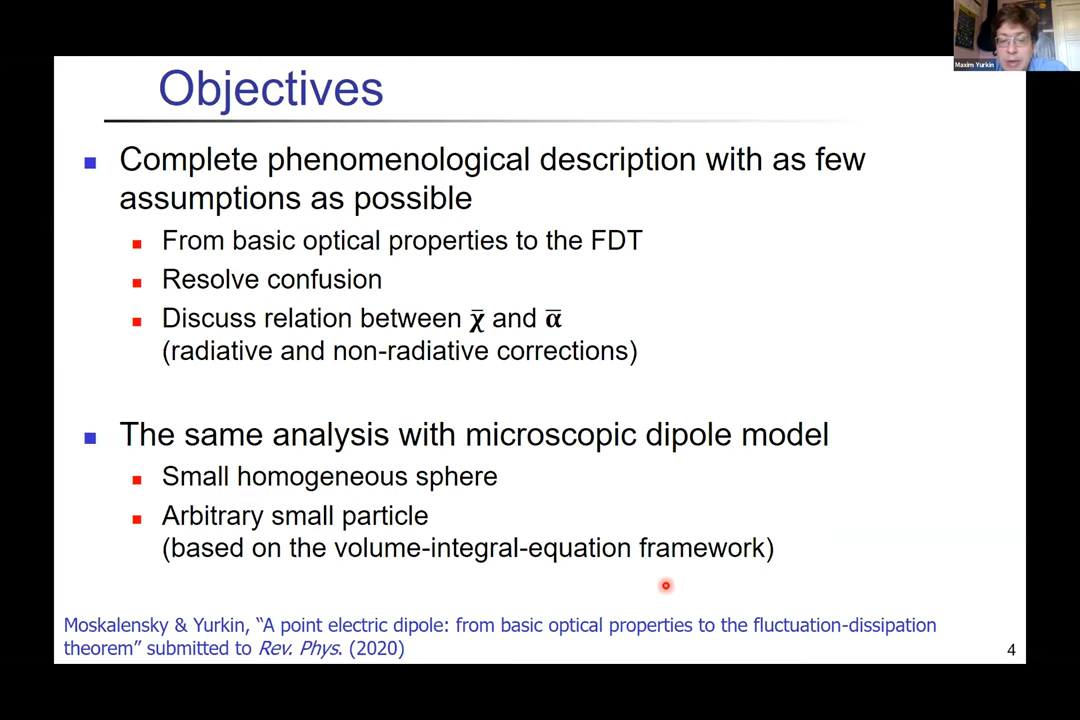 Maxim Yurkin
Objectives
Complete phenomenological description with as few
assumptions as possible
From basic optical properties to the FDT
Resolve confusion
Discuss relation between χ̅ and α̅
(radiative and non-radiative corrections)
The same analysis with microscopic dipole model
Small homogeneous sphere
Arbitrary small particle
(based on the volume-integral-equation framework)
Moskalensky & Yurkin, “A point electric dipole: from basic optical properties to the fluctuation-dissipation
theorem” submitted to Rev. Phys. (2020)
4